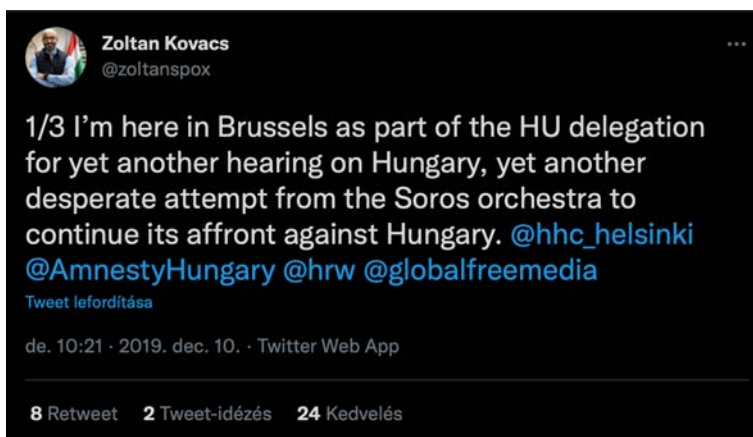 Zoltan Kovacs
@zoltanspox
1/3 I'm here in Brussels as part of the HU delegation
for yet another hearing on Hungary, yet another
desperate attempt from the Soros orchestra to
continue its affront against Hungary. @hhc_helsinki
@AmnestyHungary @hrw @globalfreemedia
Tweet lefordítása
de. 10:21 · 2019. dec. 10. · Twitter Web App
8 Retweet 2 Tweet-idézés 24 Kedvelés